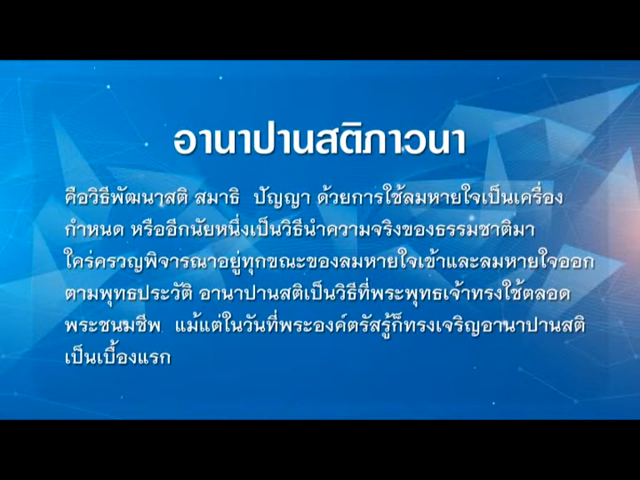 อานาปานสติภาวนา
คือวิธีพัฒนาสติ สมาธิ ปัญญา ด้วยการใช้ลมหายใจเป็นเครื่อง
กำหนด หรืออีกนัยหนึ่งเป็นวิธีนำความจริงของธรรมชาติมา
ใคร่ครวญพิจารณาอยู่ทุกขณะของลมหายใจเข้าและลมหายใจออก
ตามพุทธประวัติ อานาปานสติเป็นวิธีที่พระพุทธเจ้าทรงใช้ตลอด
พระชนมชีพ แม้แต่ในวันที่พระองค์ตรัสรู้ก็ทรงเจริญอานาปานสติ
เป็นเบื้องแรก